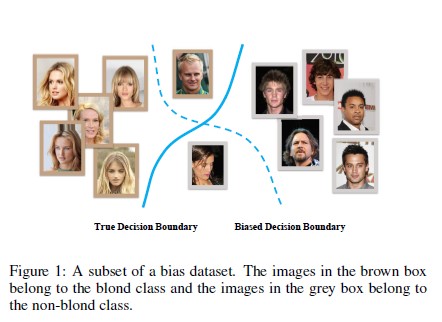 True Decision Boundary Biased Decision Boundary
Figure 1: A subset of a bias dataset. The images in the brown box
belong to the blond class and the images in the grey box belong to
the non-blond class.